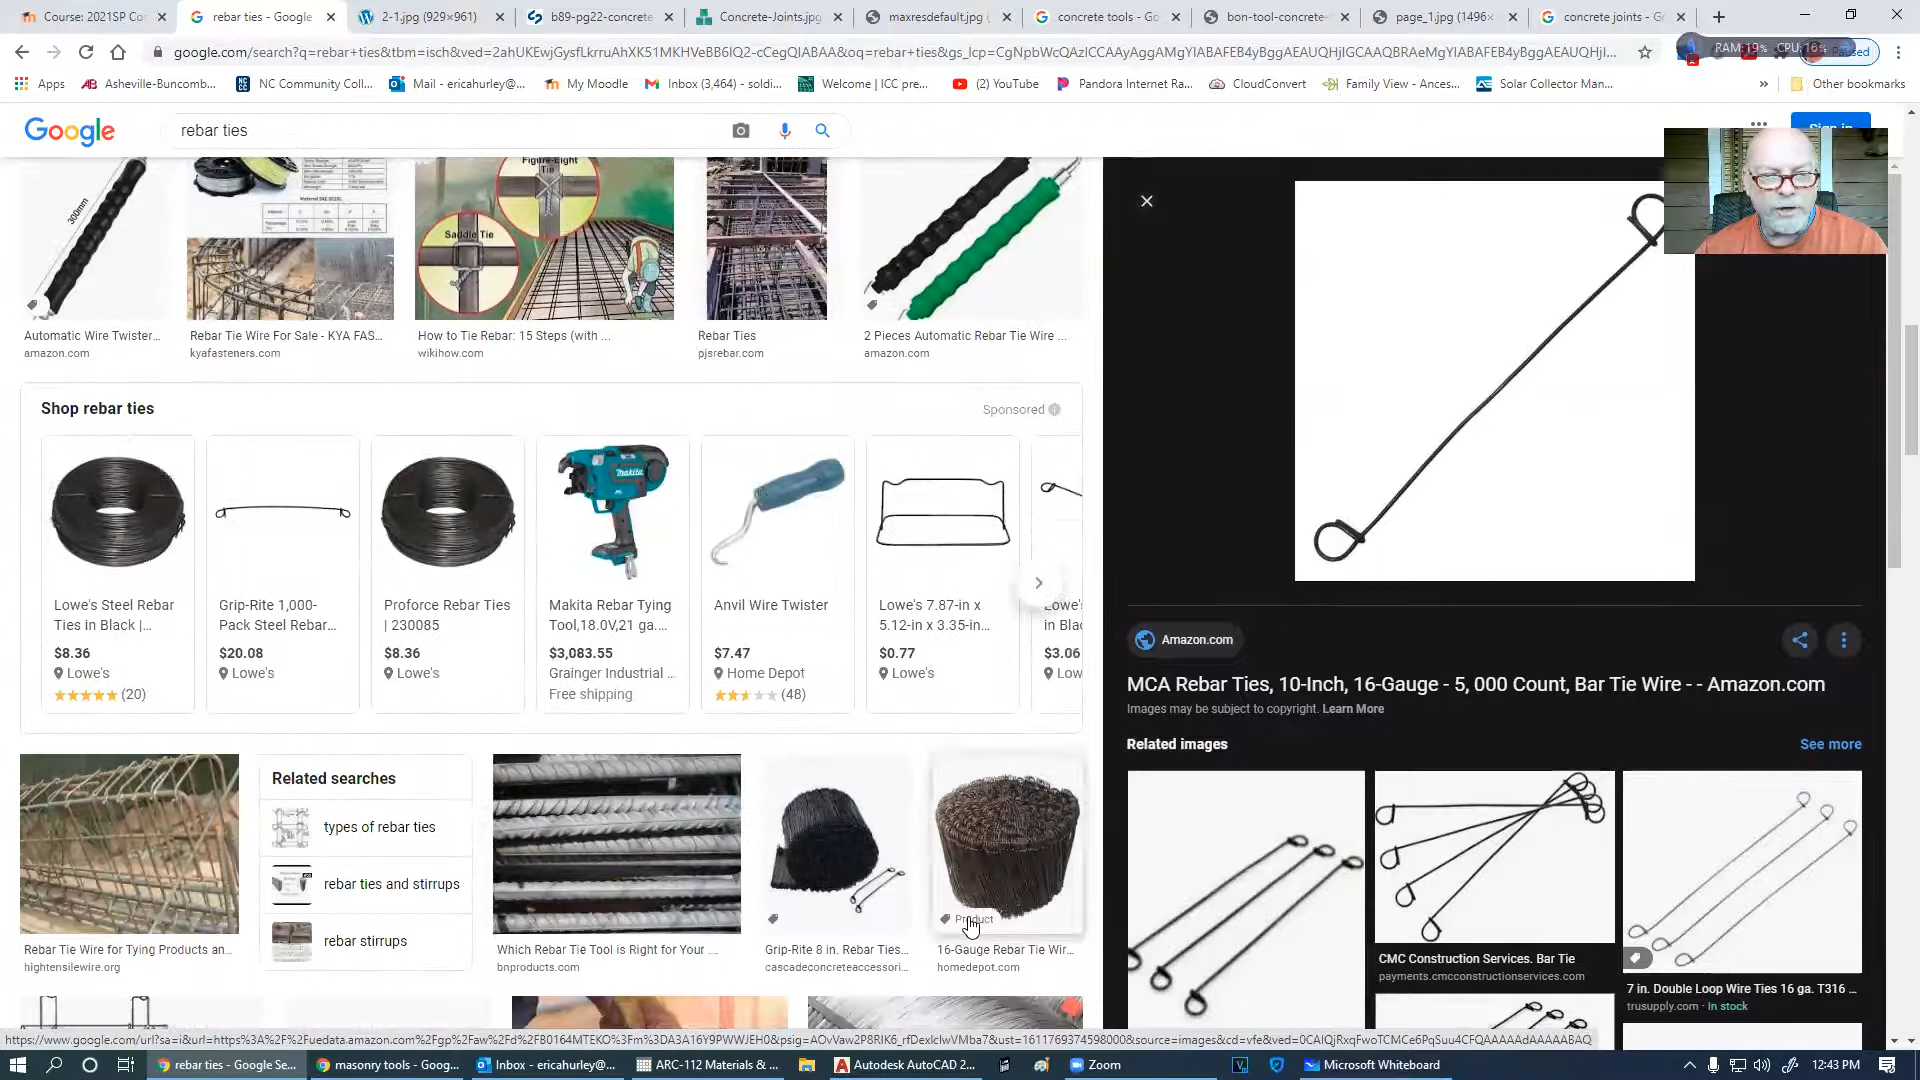 Course: 2021SP Co
rebar ties - Google
2-1.jpg (929×961)
b89-pg22-concrete
Concrete-Joints.jpg
maxresdefault.jpg (
concrete tools - Go
bon-tool-concrete-
page_1.jpg (1496×
concrete joints - G
RAM:19% CPU:16%
Paused
Apps
Asheville-Buncomb...
NC Community Coll...
Mail - ericahurley@...
My Moodle
Inbox (3,464) - soldi...
Welcome | ICC pre...
(2) YouTube
Pandora Internet Ra...
CloudConvert
Family View - Ances...
Solar Collector Man...
Other bookmarks
Google
rebar ties
Sign in
300mm
Figure-Eight
Tie
Saddle Tie
Automatic Wire Twister...
amazon.com
Rebar Tie Wire For Sale - KYA FAS...
kyafasteners.com
How to Tie Rebar: 15 Steps (with ...
wikihow.com
Rebar Ties
pjsrebar.com
2 Pieces Automatic Rebar Tie Wire ...
amazon.com
Shop rebar ties
Sponsored
makita
Lowe's Steel Rebar
Ties in Black |...
$8.36
Lowe's
(20)
Grip-Rite 1,000-
Pack Steel Rebar...
$20.08
Lowe's
Proforce Rebar Ties
| 230085
$8.36
Lowe's
Makita Rebar Tying
Tool,18.0V,21 ga....
$3,083.55
Grainger Industrial ...
Free shipping
Anvil Wire Twister
$7.47
Home Depot
(48)
Lowe's 7.87-in x
5.12-in x 3.35-in...
$0.77
Lowe's
Lowe's
in Blac
$3.06
Low
Related searches
types of rebar ties
rebar ties and stirrups
rebar stirrups
Product
Rebar Tie Wire for Tying Products an...
hightensilewire.org
Which Rebar Tie Tool is Right for Your ...
bnproducts.com
Grip-Rite 8 in. Rebar Ties...
cascadeconcreteaccessori...
16-Gauge Rebar Tie Wir...
homedepot.com
Amazon.com
MCA Rebar Ties, 10-Inch, 16-Gauge - 5, 000 Count, Bar Tie Wire - - Amazon.com
Images may be subject to copyright. Learn More
Related images
See more
CMC Construction Services. Bar Tie
payments.cmcconstructionservices.com
7 in. Double Loop Wire Ties 16 ga. T316 ...
trusupply.com · In stock
rebar ties - Google Se...
masonry tools - Goog...
Inbox - ericahurley@...
ARC-112 Materials & ...
Autodesk AutoCAD 2...
Zoom
Microsoft Whiteboard
12:43 PM